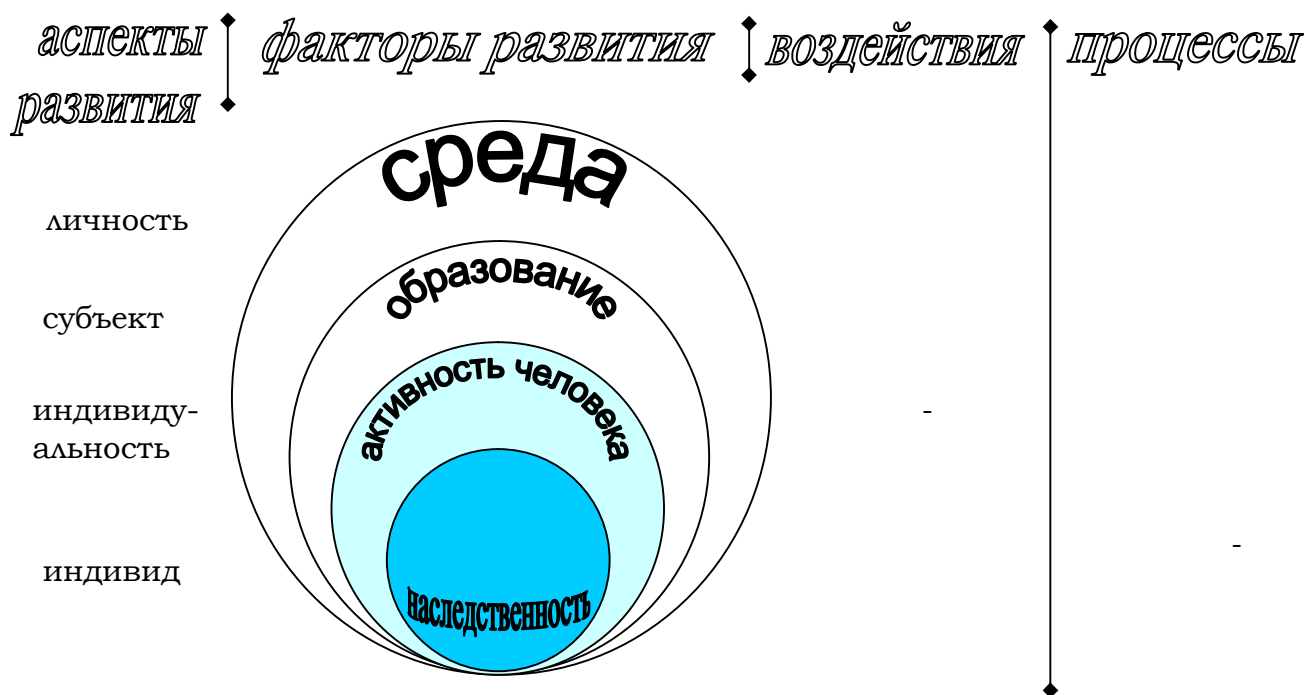 аспекты
развития
факторы развития
воздействия
процессы
среда
личность
образование
субъект
активность человека
индивиду-
альность
-
индивид
-
наследственность